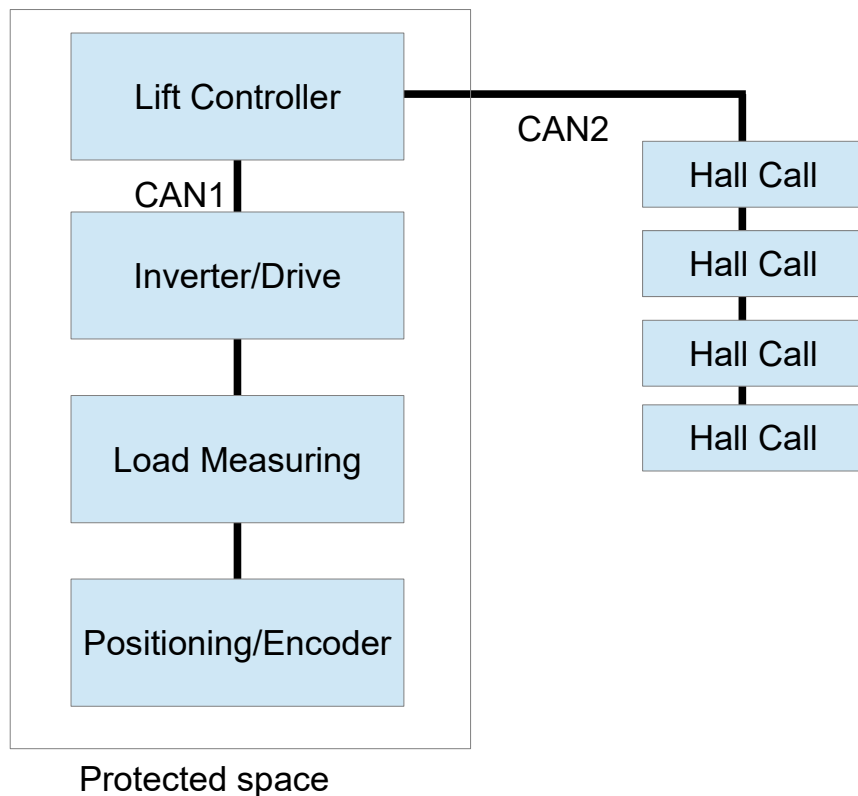 Lift Controller
CAN2
Hall Call
CAN1
Hall Call
Inverter/Drive
Hall Call
Hall Call
Load Measuring
Positioning/Encoder
Protected space